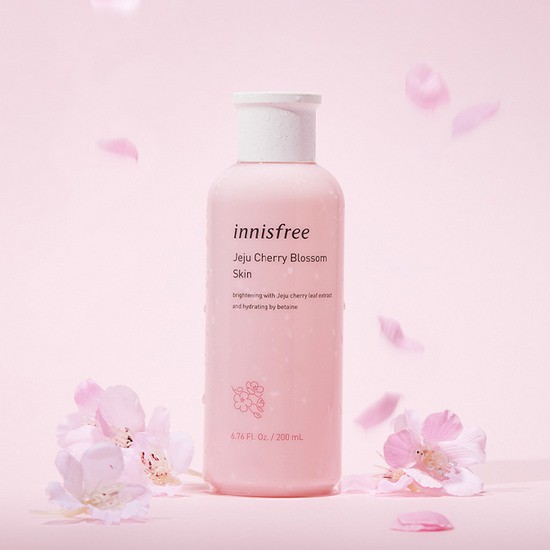 innisfree
Jeju Cherry Blossom
Skin
brightening with Jeju cherry leaf extract
and hydrating by betaine
6.76 Fl. Oz. / 200 mL